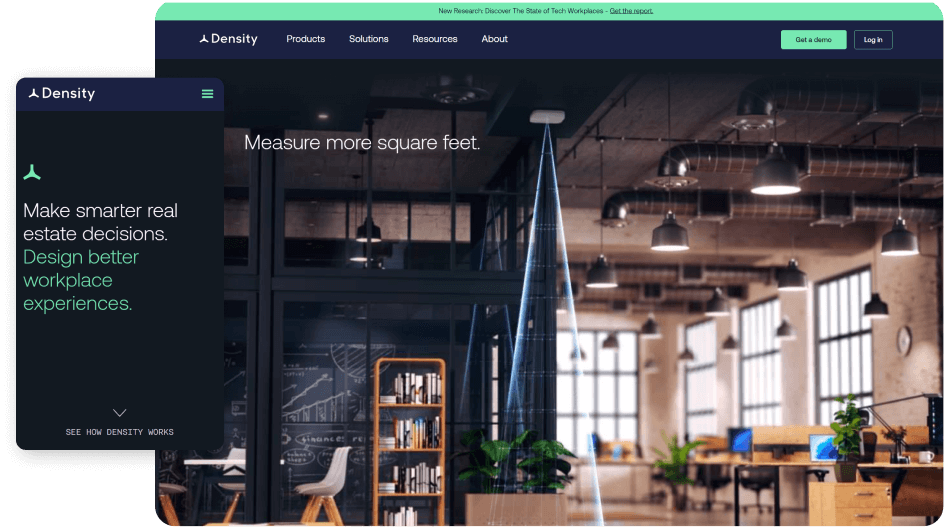 New Research: Discover The State of Tech Workplaces - Get the report.
Density
Products
Solutions
Resources
About
Get a demo
Log in
Measure more square feet.
Density
Make smarter real
estate decisions.
Design better
workplace
experiences.
SEE HOW DENSITY WORKS
finance